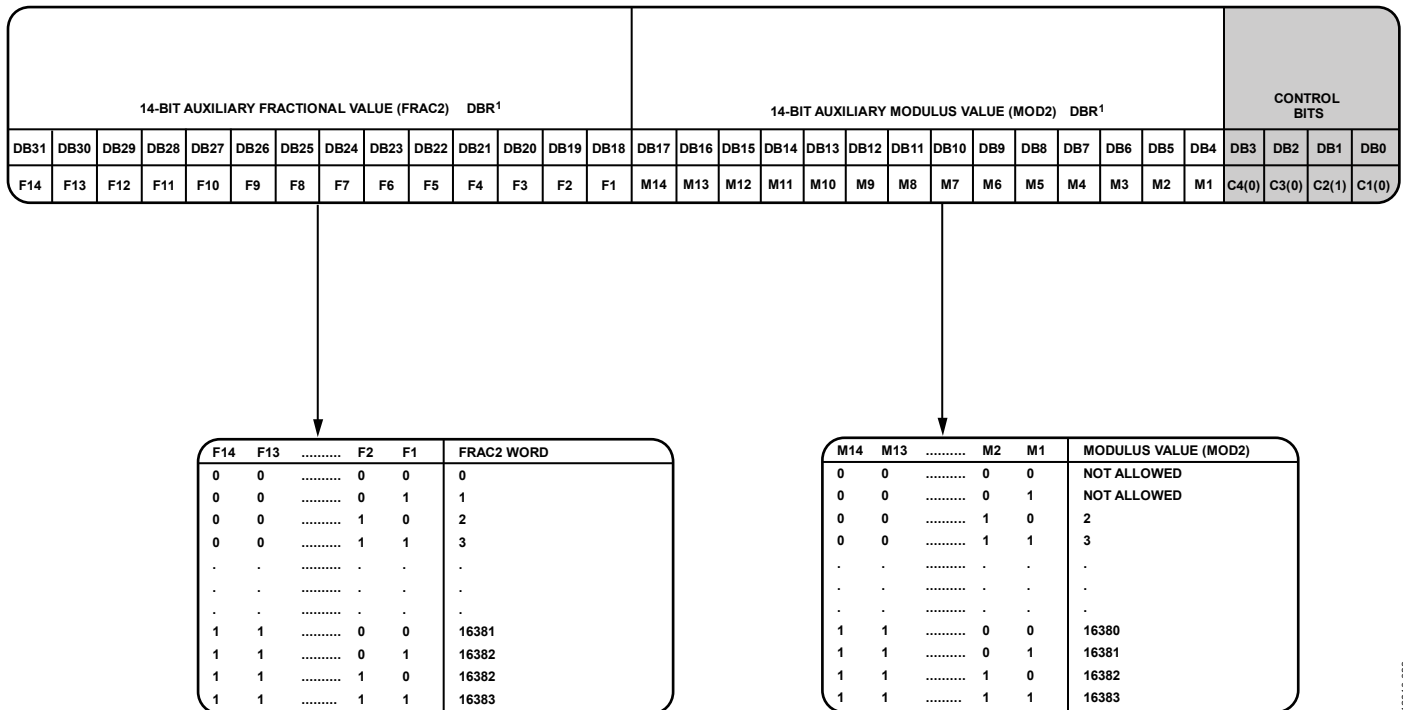 14-BIT AUXILIARY FRACTIONAL VALUE (FRAC2) DBR1 14-BIT AUXILIARY MODULUS VALUE (MOD2) DBR1 CONTROL
BITS
DB31 DB30 DB29 DB28 DB27 DB26 DB25 DB24 DB23 DB22 DB21 DB20 DB19 DB18 DB17 DB16 DB15 DB14 DB13 DB12 DB11 DB10 DB9 DB8 DB7 DB6 DB5 DB4 DB3 DB2 DB1 DB0
F14 F13 F12 F11 F10 F9 F8 F7 F6 F5 F4 F3 F2 F1 M14 M13 M12 M11 M10 M9 M8 M7 M6 M5 M4 M3 M2 M1 C4(0) C3(0) C2(1) C1(0)
F14 F13 .......... F2 F1 FRAC2 WORD
0 0 .......... 0 0 0
0 0 .......... 0 1 1
0 0 .......... 1 0 2
0 0 .......... 1 1 3
. . .......... . . .
. . .......... . . .
. . .......... . . .
1 1 .......... 0 0 16381
1 1 .......... 0 1 16382
1 1 .......... 1 0 16382
1 1 ......... 1 1 16383
M14 M13 .......... M2 M1 MODULUS VALUE (MOD2)
0 0 .......... 0 0 NOT ALLOWED
0 0 .......... 0 1 NOT ALLOWED
0 0 .......... 1 0 2
0 0 .......... 1 1 3
. . .......... . . .
. . .......... . . .
. . .......... . . .
1 1 .......... 0 0 16380
1 1 .......... 0 1 16381
1 1 .......... 1 0 16382
1 1 ......... 1 1 16383